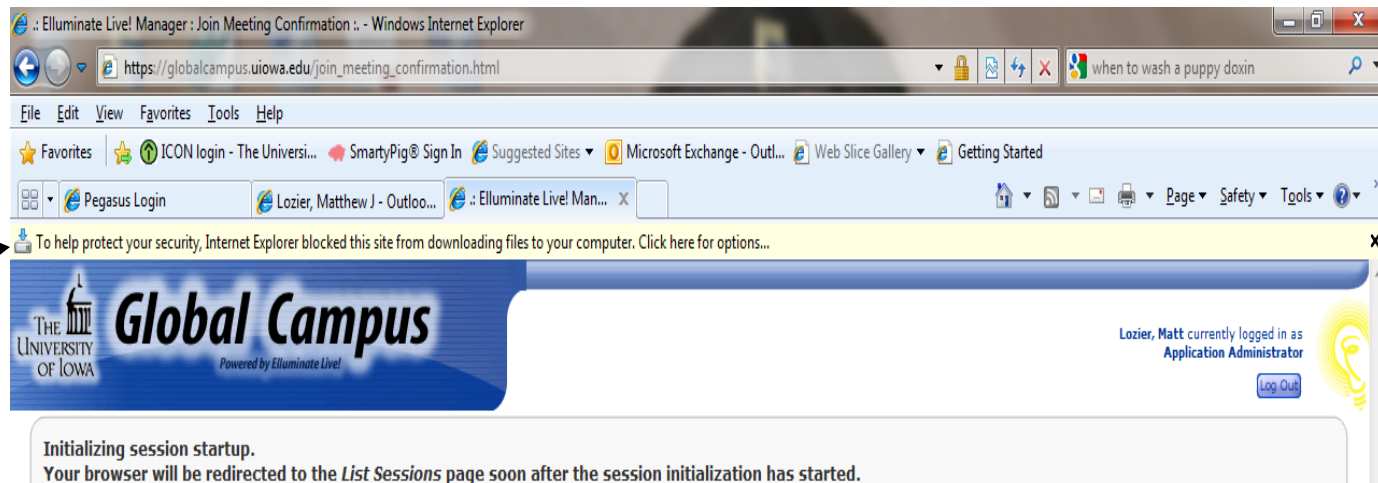 .: Elluminate Live! Manager : Join Meeting Confirmation :. - Windows Internet Explorer
https://globalcampus.uiowa.edu/join_meeting_confirmation.html
when to wash a puppy doxin
File Edit View Favorites Tools Help
Favorites ICON login - The Universi... SmartyPig® Sign In Suggested Sites Microsoft Exchange - Outl... Web Slice Gallery Getting Started
Pegasus Login Lozier, Matthew J - Outloo... .: Elluminate Live! Man... X Page Safety Tools
To help protect your security, Internet Explorer blocked this site from downloading files to your computer. Click here for options... x
THE UNIVERSITY OF IOWA
Global Campus
Powered by Elluminate Live!
Lozier, Matt currently logged in as
Application Administrator
Log Out
Initializing session startup.
Your browser will be redirected to the List Sessions page soon after the session initialization has started.